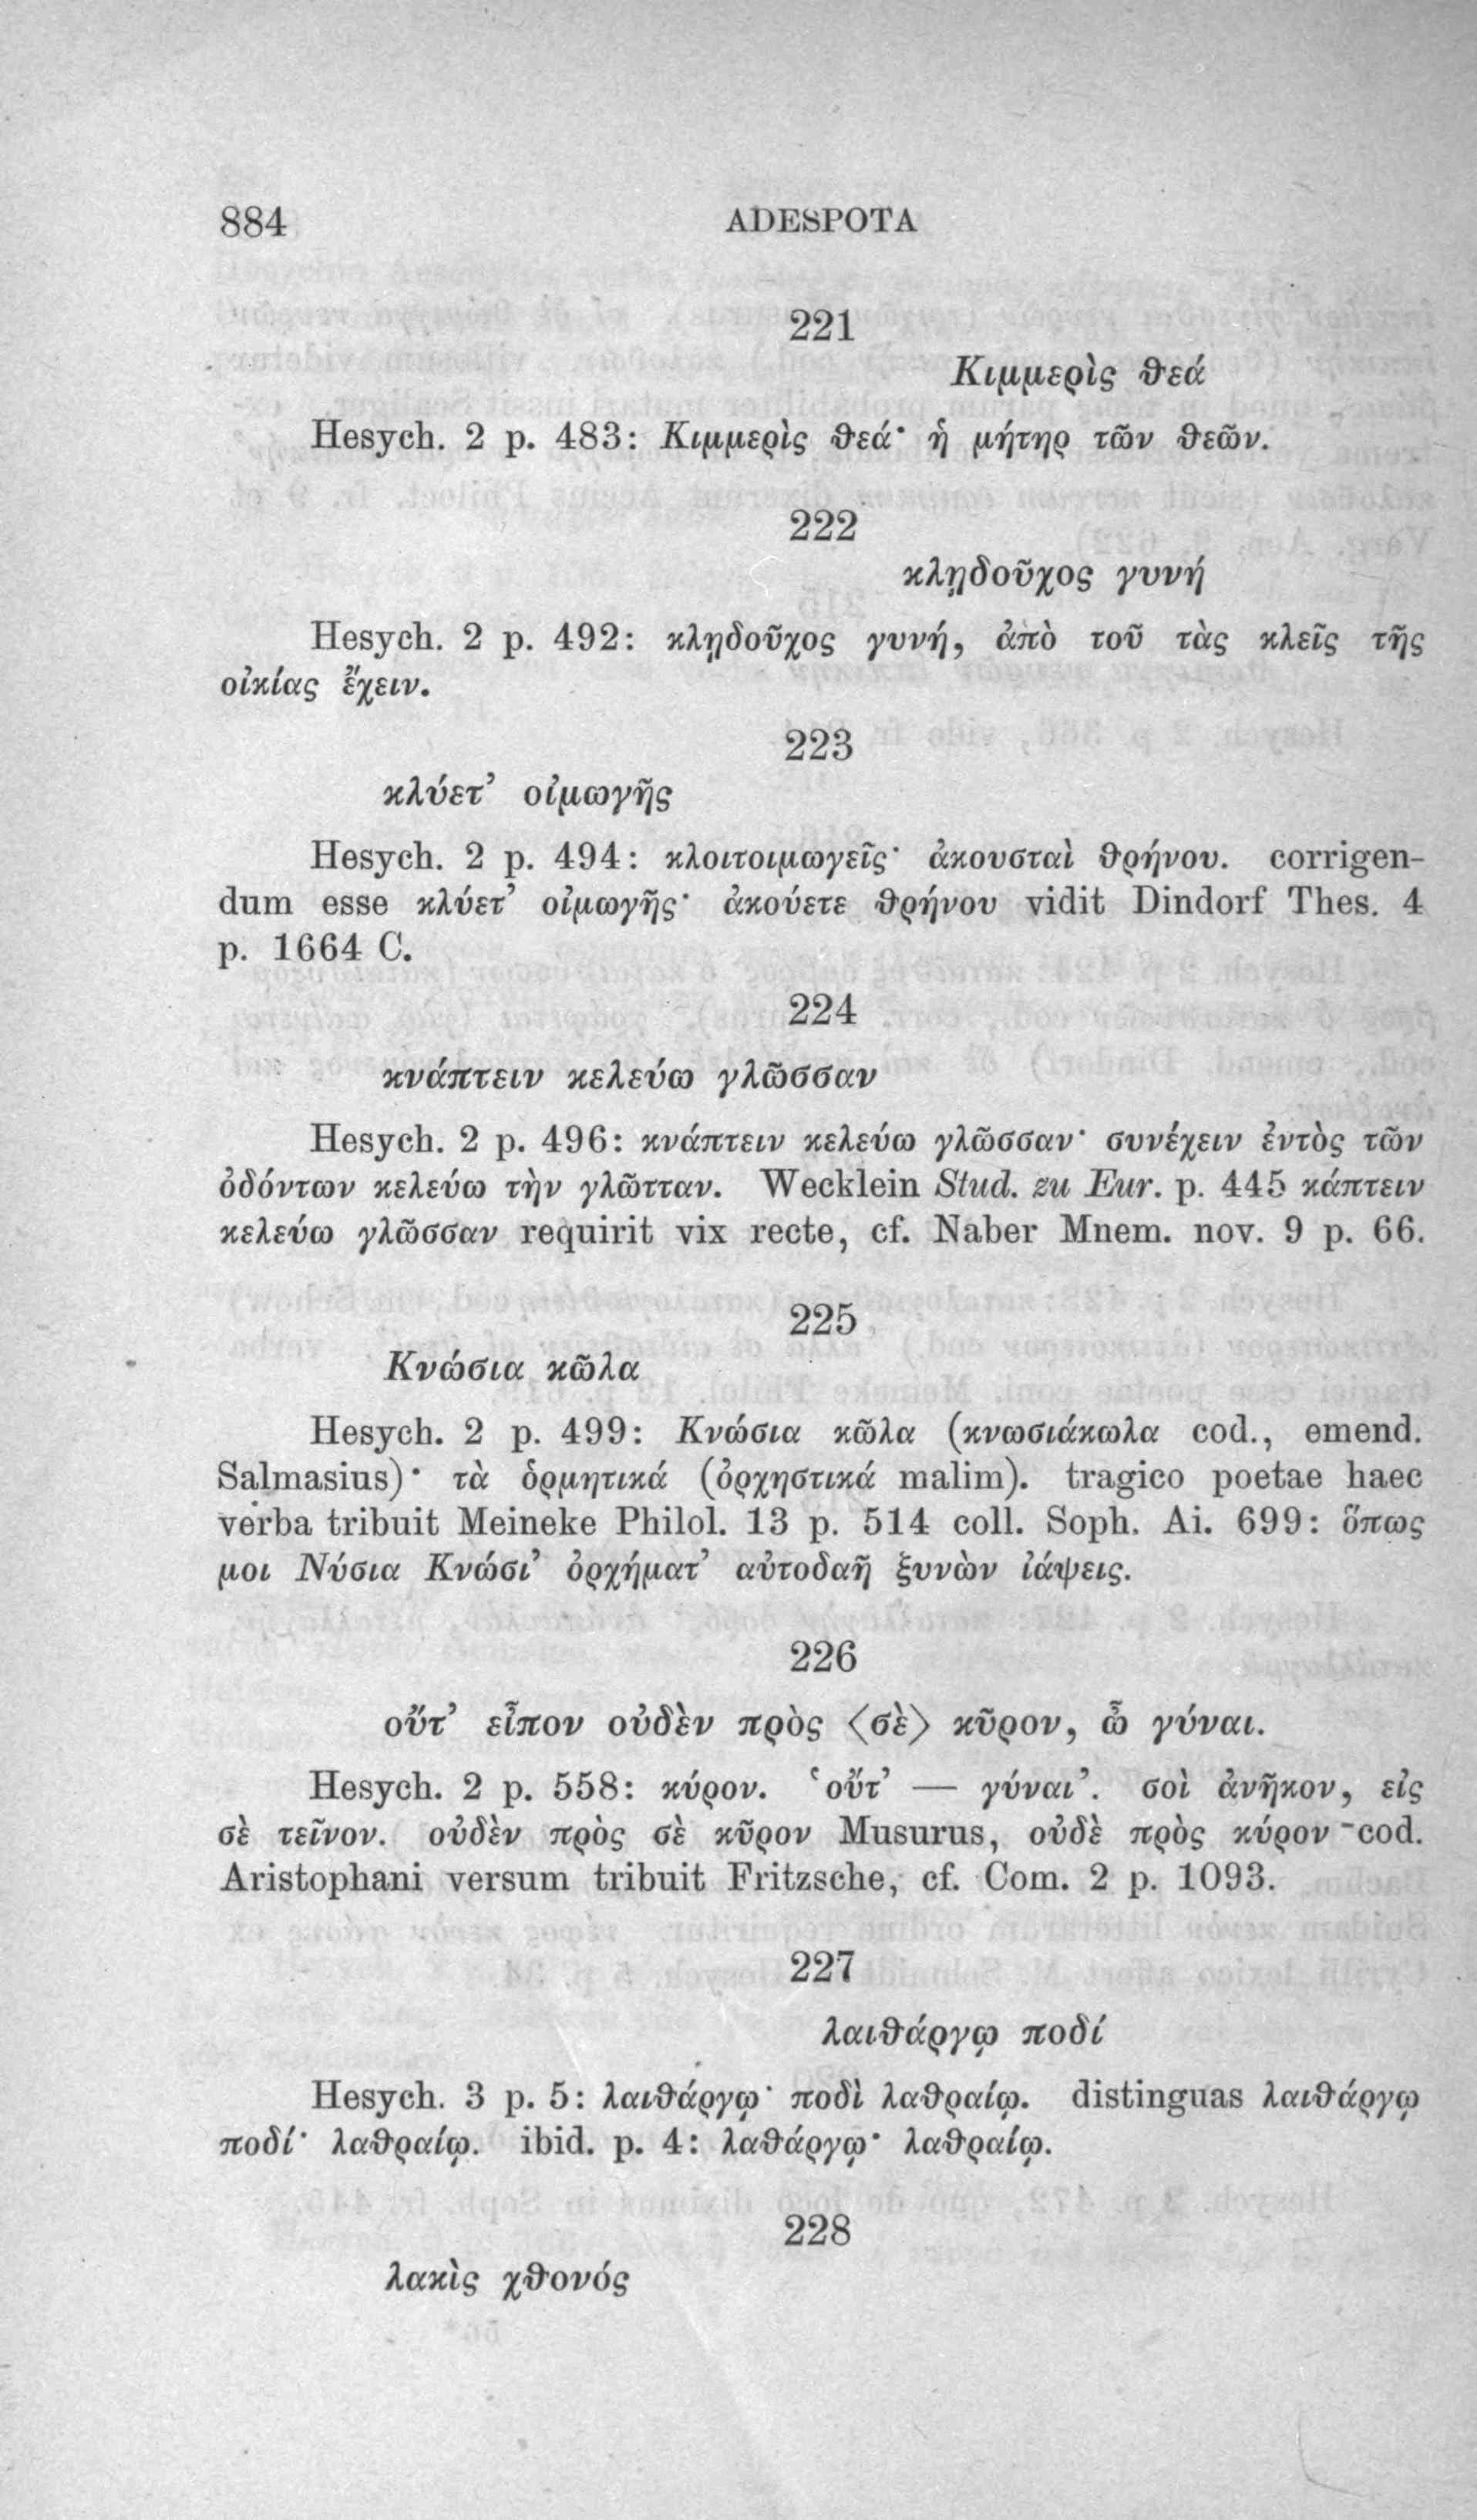 884 ADESPOTA
221
Κιμμερὶς θεά
Hesych. 2 p. 483: Κιμμερὶς θεά· ἡ μήτηρ τῶν θεῶν.
222
κλῃδοῦχος γυνή
Hesych. 2 p. 492: κλῃδοῦχος γυνή, ἀπὸ τοῦ τὰς κλεῖς τῆς
οἰκίας ἔχειν.
223
κλύετ’ οἰμωγῆς
Hesych. 2 p. 494: κλοιτοιμωγεῖς· ἀκουσταὶ θρήνου. corrigen-
dum esse κλύετ’ οἰμωγῆς· ἀκούετε θρήνου vidit Dindorf Thes. 4
p. 1664 C.
224
κνάπτειν κελεύω γλῶσσαν
Hesych. 2 p. 496: κνάπτειν κελεύω γλῶσσαν· συνέχειν ἐντὸς τῶν
ὀδόντων κελεύω τὴν γλῶτταν. Wecklein Stud. zu Eur. p. 445 κάπτειν
κελεύω γλῶσσαν requirit vix recte, cf. Naber Mnem. nov. 9 p. 66.
225
Κνώσια κῶλα
Hesych. 2 p. 499: Κνώσια κῶλα (κνωσιάκωλα cod., emend.
Salmasius)· τὰ ὁρμητικά (ὀρχηστικά malim). tragico poetae haec
verba tribuit Meineke Philol. 13 p. 514 coll. Soph. Ai. 699: ὅπως
μοι Νύσια Κνώσι’ ὀρχήματ’ αὐτοδαῆ ξυνὼν ἰάψεις.
226
οὔτ’ εἶπον οὐδὲν πρὸς ⟨σὲ⟩ κῦρον, ὦ γύναι.
Hesych. 2 p. 558: κύρον. ‘οὔτ’ — γύναι’. σοὶ ἀνῆκον, εἰς
σὲ τεῖνον. οὐδὲν πρὸς σὲ κῦρον Musurus, οὐδὲ πρὸς κύρον cod.
Aristophani versum tribuit Fritzsche, cf. Com. 2 p. 1093.
227
λαιθάργῳ ποδί
Hesych. 3 p. 5: λαιθάργῳ· ποδὶ λαθραίῳ. distinguas λαιθάργῳ
ποδί· λαθραίῳ. ibid. p. 4: λαθάργῳ· λαθραίῳ.
228
λακὶς χθονός